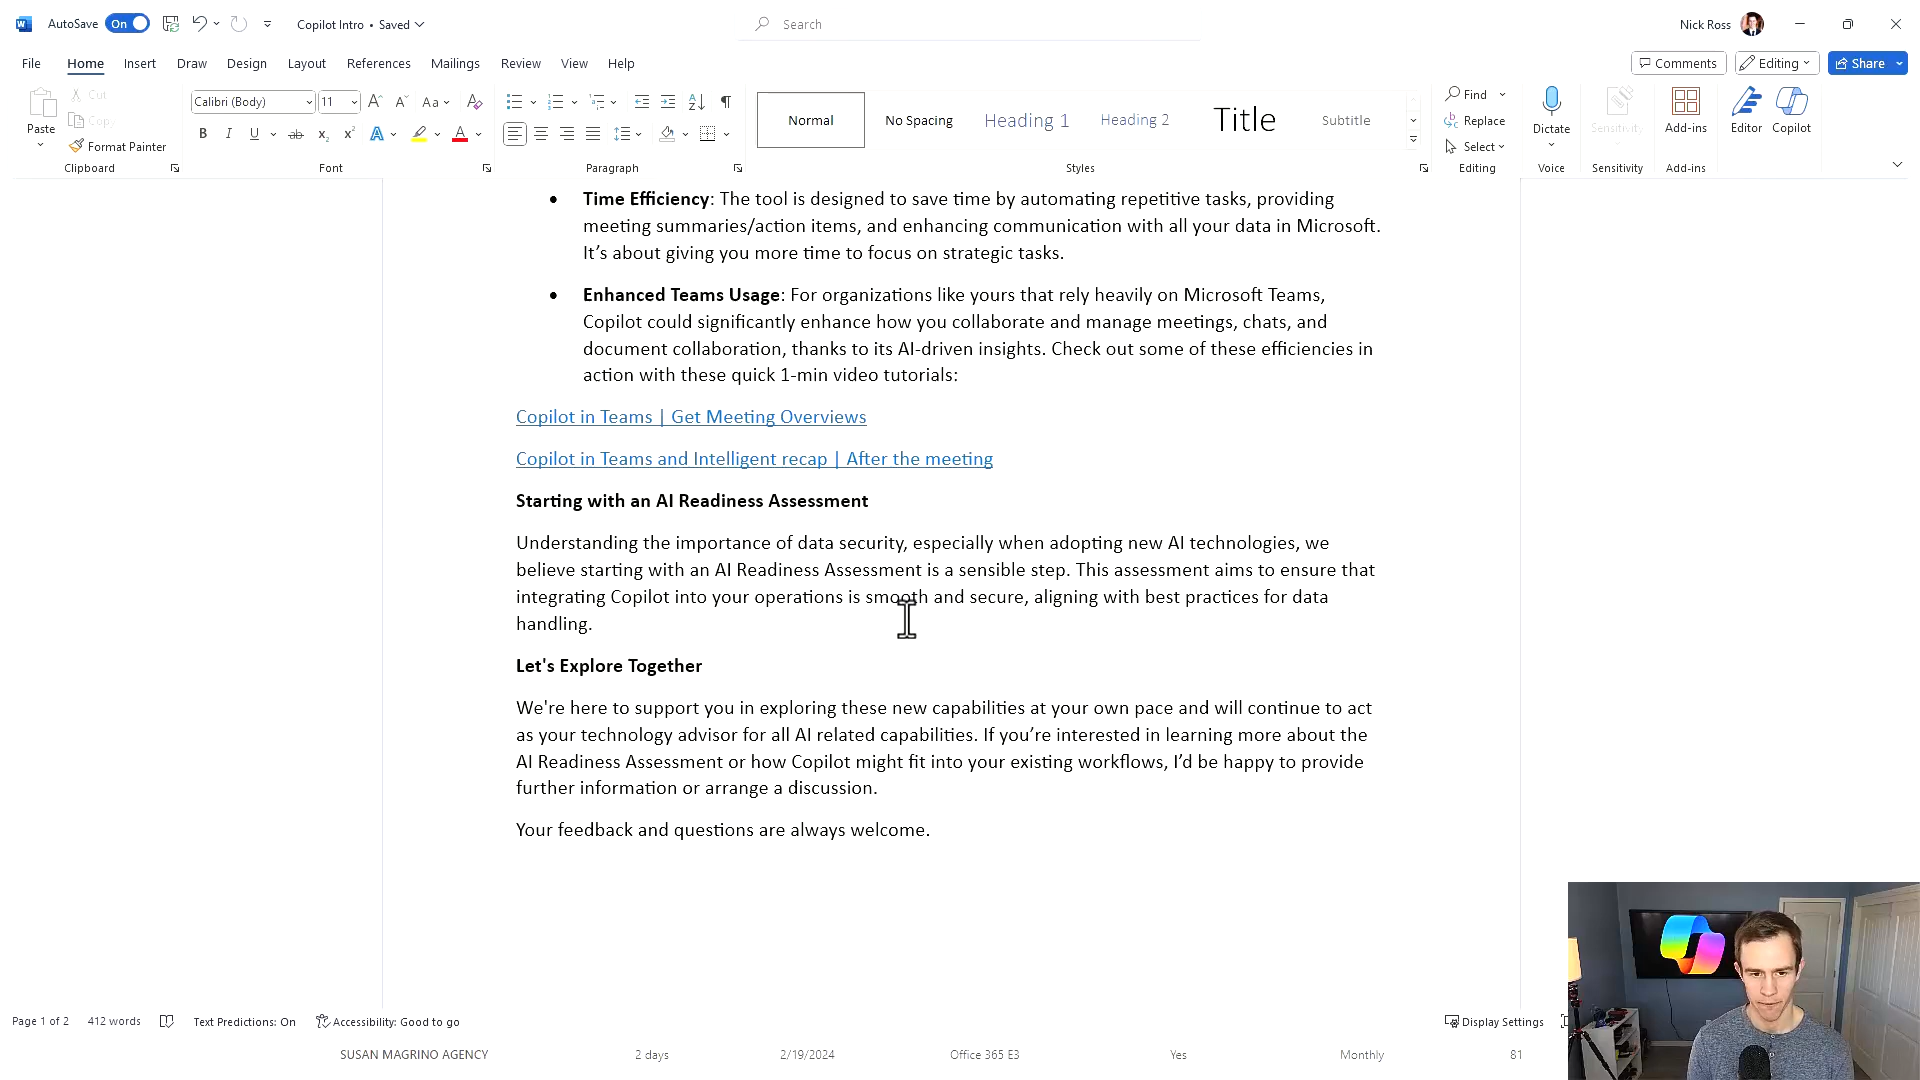 AutoSave On Copilot Intro • Saved Search Nick Ross
File Home Insert Draw Design Layout References Mailings Review View Help Comments Editing Share
Paste Cut Copy Format Painter Clipboard
Calibri (Body) 11 Aa Font
Paragraph
Normal No Spacing Heading 1 Heading 2 Title Subtitle Styles
Find Replace Select Editing
Dictate Voice
Sensitivity Sensitivity
Add-ins Add-ins
Editor Copilot
• Time Efficiency: The tool is designed to save time by automating repetitive tasks, providing
meeting summaries/action items, and enhancing communication with all your data in Microsoft.
It’s about giving you more time to focus on strategic tasks.
• Enhanced Teams Usage: For organizations like yours that rely heavily on Microsoft Teams,
Copilot could significantly enhance how you collaborate and manage meetings, chats, and
document collaboration, thanks to its AI-driven insights. Check out some of these efficiencies in
action with these quick 1-min video tutorials:
Copilot in Teams | Get Meeting Overviews
Copilot in Teams and Intelligent recap | After the meeting
Starting with an AI Readiness Assessment
Understanding the importance of data security, especially when adopting new AI technologies, we
believe starting with an AI Readiness Assessment is a sensible step. This assessment aims to ensure that
integrating Copilot into your operations is smooth and secure, aligning with best practices for data
handling.
Let's Explore Together
We're here to support you in exploring these new capabilities at your own pace and will continue to act
as your technology advisor for all AI related capabilities. If you’re interested in learning more about the
AI Readiness Assessment or how Copilot might fit into your existing workflows, I’d be happy to provide
further information or arrange a discussion.
Your feedback and questions are always welcome.
Page 1 of 2 412 words Text Predictions: On Accessibility: Good to go Display Settings
SUSAN MAGRINO AGENCY 2 days 2/19/2024 Office 365 E3 Yes Monthly 81